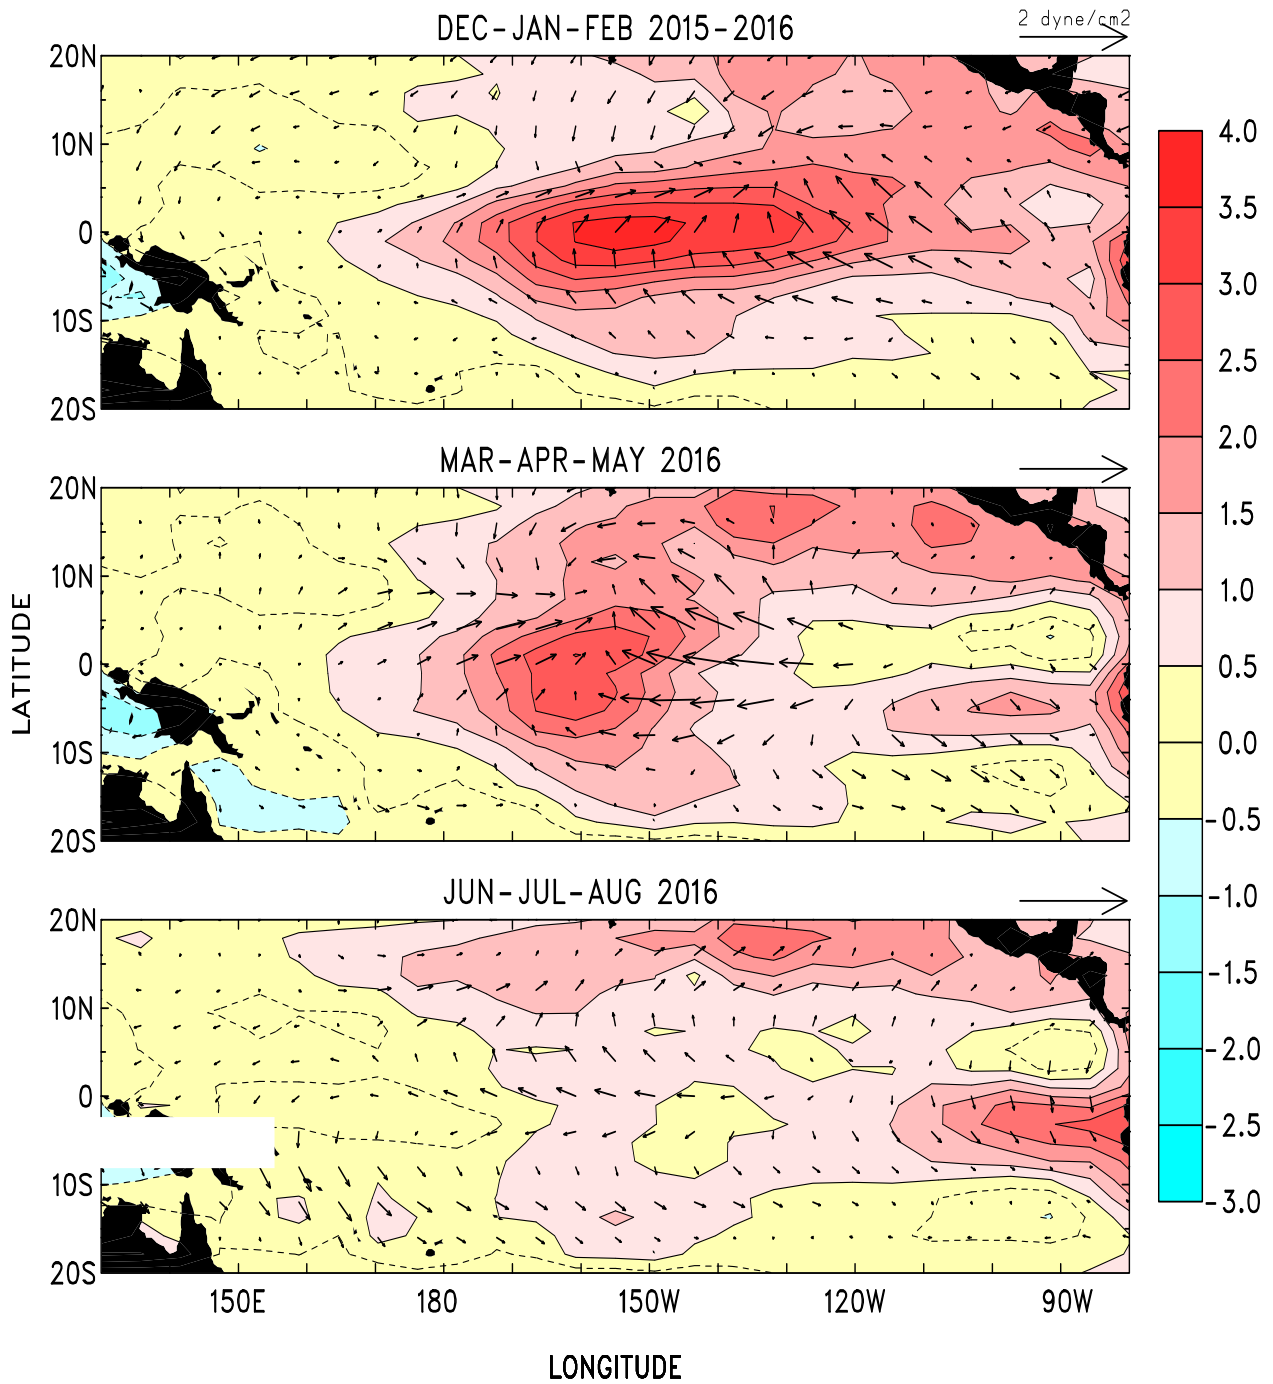 DEC-JAN-FEB 2015-2016
2 dyne/cm2
20N
10N
0
10S
20S
MAR-APR-MAY 2016
20N
10N
0
10S
20S
JUN-JUL-AUG 2016
20N
10N
0
10S
20S
150E 180 150W 120W 90W
LATITUDE
LONGITUDE
4.0
3.5
3.0
2.5
2.0
1.5
1.0
0.5
0.0
-0.5
-1.0
-1.5
-2.0
-2.5
-3.0